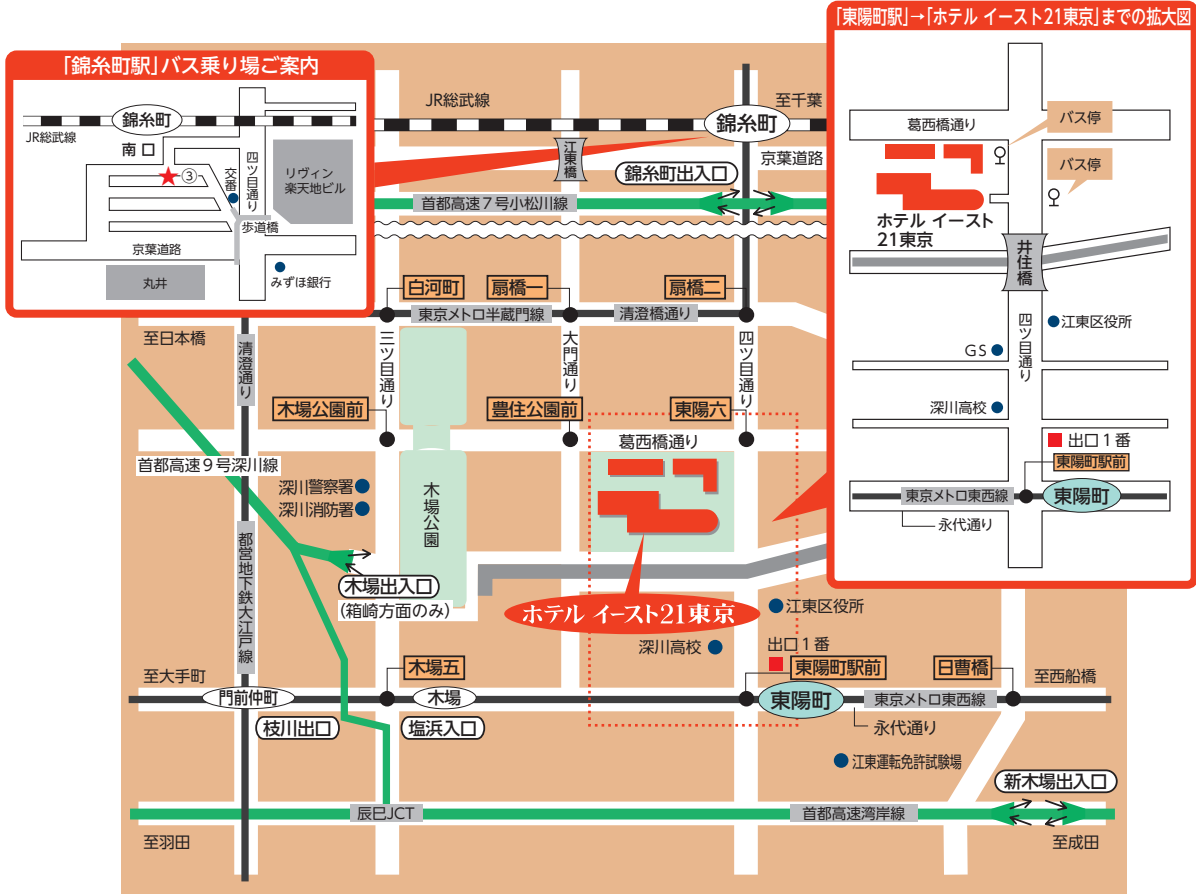 「錦糸町駅」バス乗り場ご案内
錦糸町
JR総武線
南口
③
交番
四ツ目通り
リヴィン
楽天地ビル
歩道橋
京葉道路
丸井
みずほ銀行
JR総武線
至千葉
錦糸町
京葉道路
江東橋
錦糸町出入口
首都高速7号小松川線
白河町
扇橋一
扇橋二
東京メトロ半蔵門線
清澄橋通り
至日本橋
清澄通り
三ツ目通り
大門通り
四ツ目通り
木場公園前
豊住公園前
東陽六
葛西橋通り
首都高速9号深川線
深川警察署
深川消防署
木場公園
都営地下鉄大江戸線
木場出入口
(箱崎方面のみ)
ホテル イースト21東京
江東区役所
深川高校
出口1番
至大手町
木場五
東陽町駅前
日曹橋
至西船橋
門前仲町
木場
東陽町
東京メトロ東西線
枝川出口
塩浜入口
永代通り
江東運転免許試験場
新木場出入口
辰巳JCT
首都高速湾岸線
至羽田
至成田
「東陽町駅」→「ホテル イースト21東京」までの拡大図
バス停
葛西橋通り
バス停
ホテル イースト
21東京
井住橋
四ツ目通り
江東区役所
GS
深川高校
出口1番
東陽町駅前
東京メトロ東西線
東陽町
永代通り